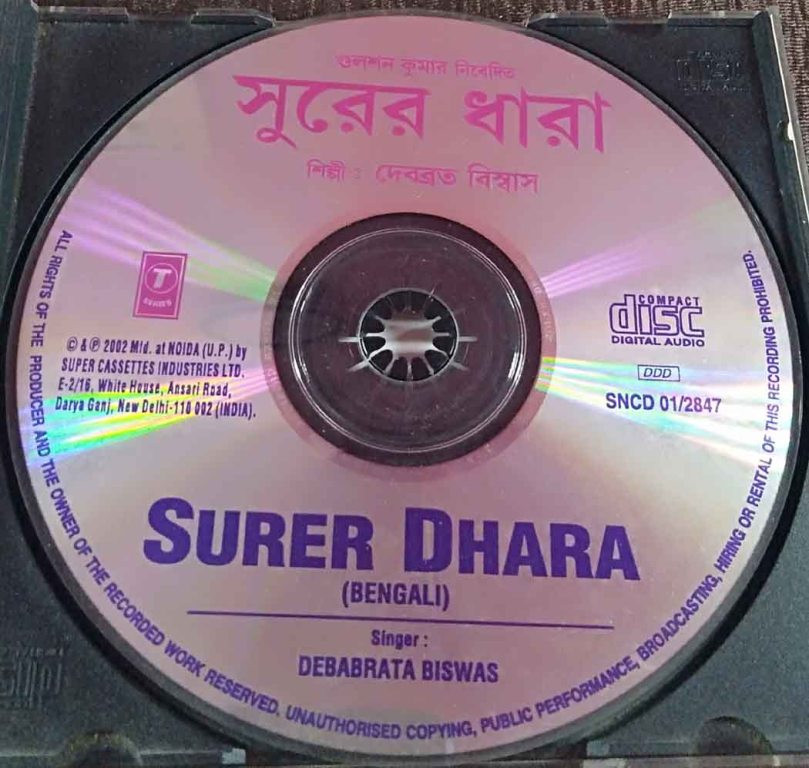 গুলশন কুমার নিবেদিত
সুরের ধারা
শিল্পী : দেবব্রত বিশ্বাস
T
SERIES
© & ℗ 2002 Mfd. at NOIDA (U.P.) by
SUPER CASSETTES INDUSTRIES LTD.
E-2/16, White House, Ansari Road,
Darya Ganj, New Delhi-110 002 (INDIA).
COMPACT
disc
DIGITAL AUDIO
DDD
SNCD 01/2847
SURER DHARA
(BENGALI)
Singer :
DEBABRATA BISWAS
ALL RIGHTS OF THE PRODUCER AND THE OWNER OF THE RECORDED WORK RESERVED. UNAUTHORISED COPYING, PUBLIC PERFORMANCE, BROADCASTING, HIRING OR RENTAL OF THIS RECORDING PROHIBITED.
disc